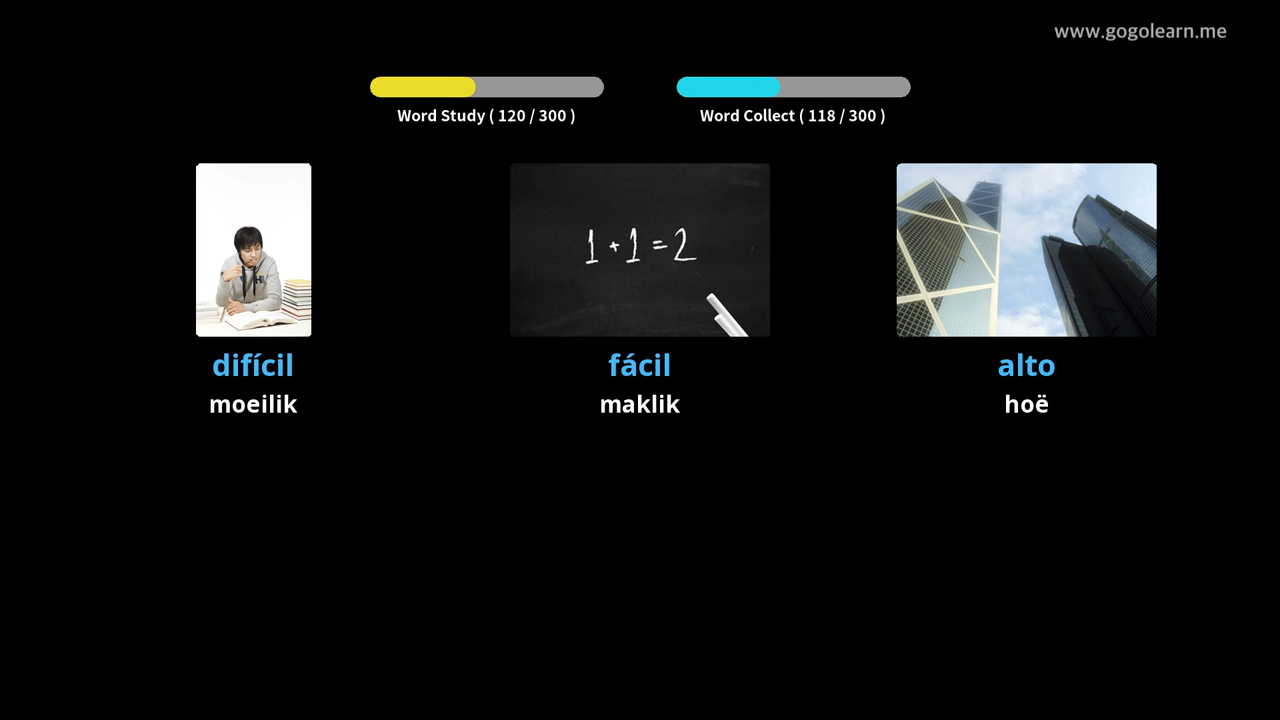 www.gogolearn.me
Word Study ( 120 / 300 )
Word Collect ( 118 / 300 )
1 + 1 = 2
difícil
moeilik
fácil
maklik
alto
hoë